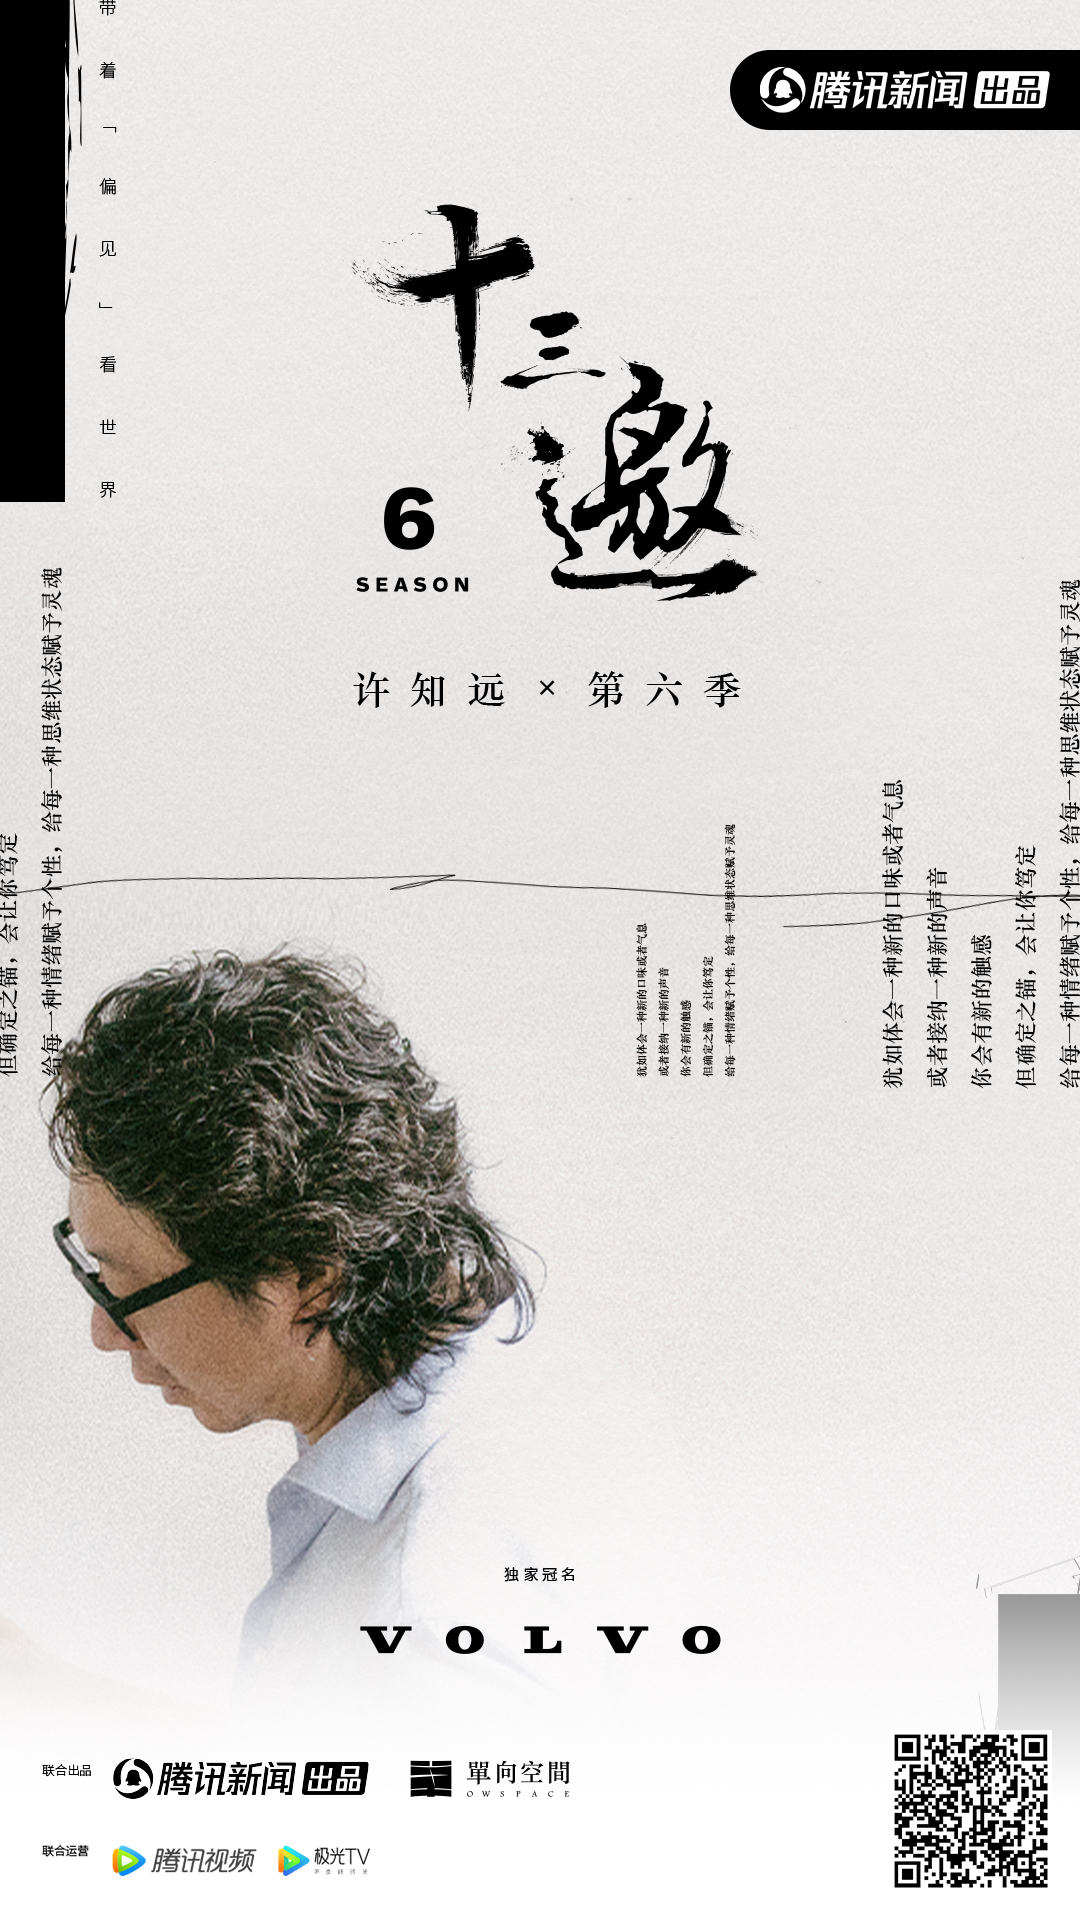 带着「偏见」看世界
腾讯新闻 出品
十三邀
6
SEASON
许知远 × 第六季
但确定之锚，会让你笃定
给每一种情绪赋予个性，给每一种思维状态赋予灵魂
犹如体会一种新的口味或者气息
或者接纳一种新的声音
你会有新的触感
但确定之锚，会让你笃定
给每一种情绪赋予个性，给每一种思维状态赋予灵魂
犹如体会一种新的口味或者气息
或者接纳一种新的声音
你会有新的触感
但确定之锚，会让你笃定
给每一种情绪赋予个性，给每一种思维状态赋予灵魂
独家冠名
VOLVO
联合出品
腾讯新闻 出品
單向空間
OWSPACE
联合运营
腾讯视频
极光TV